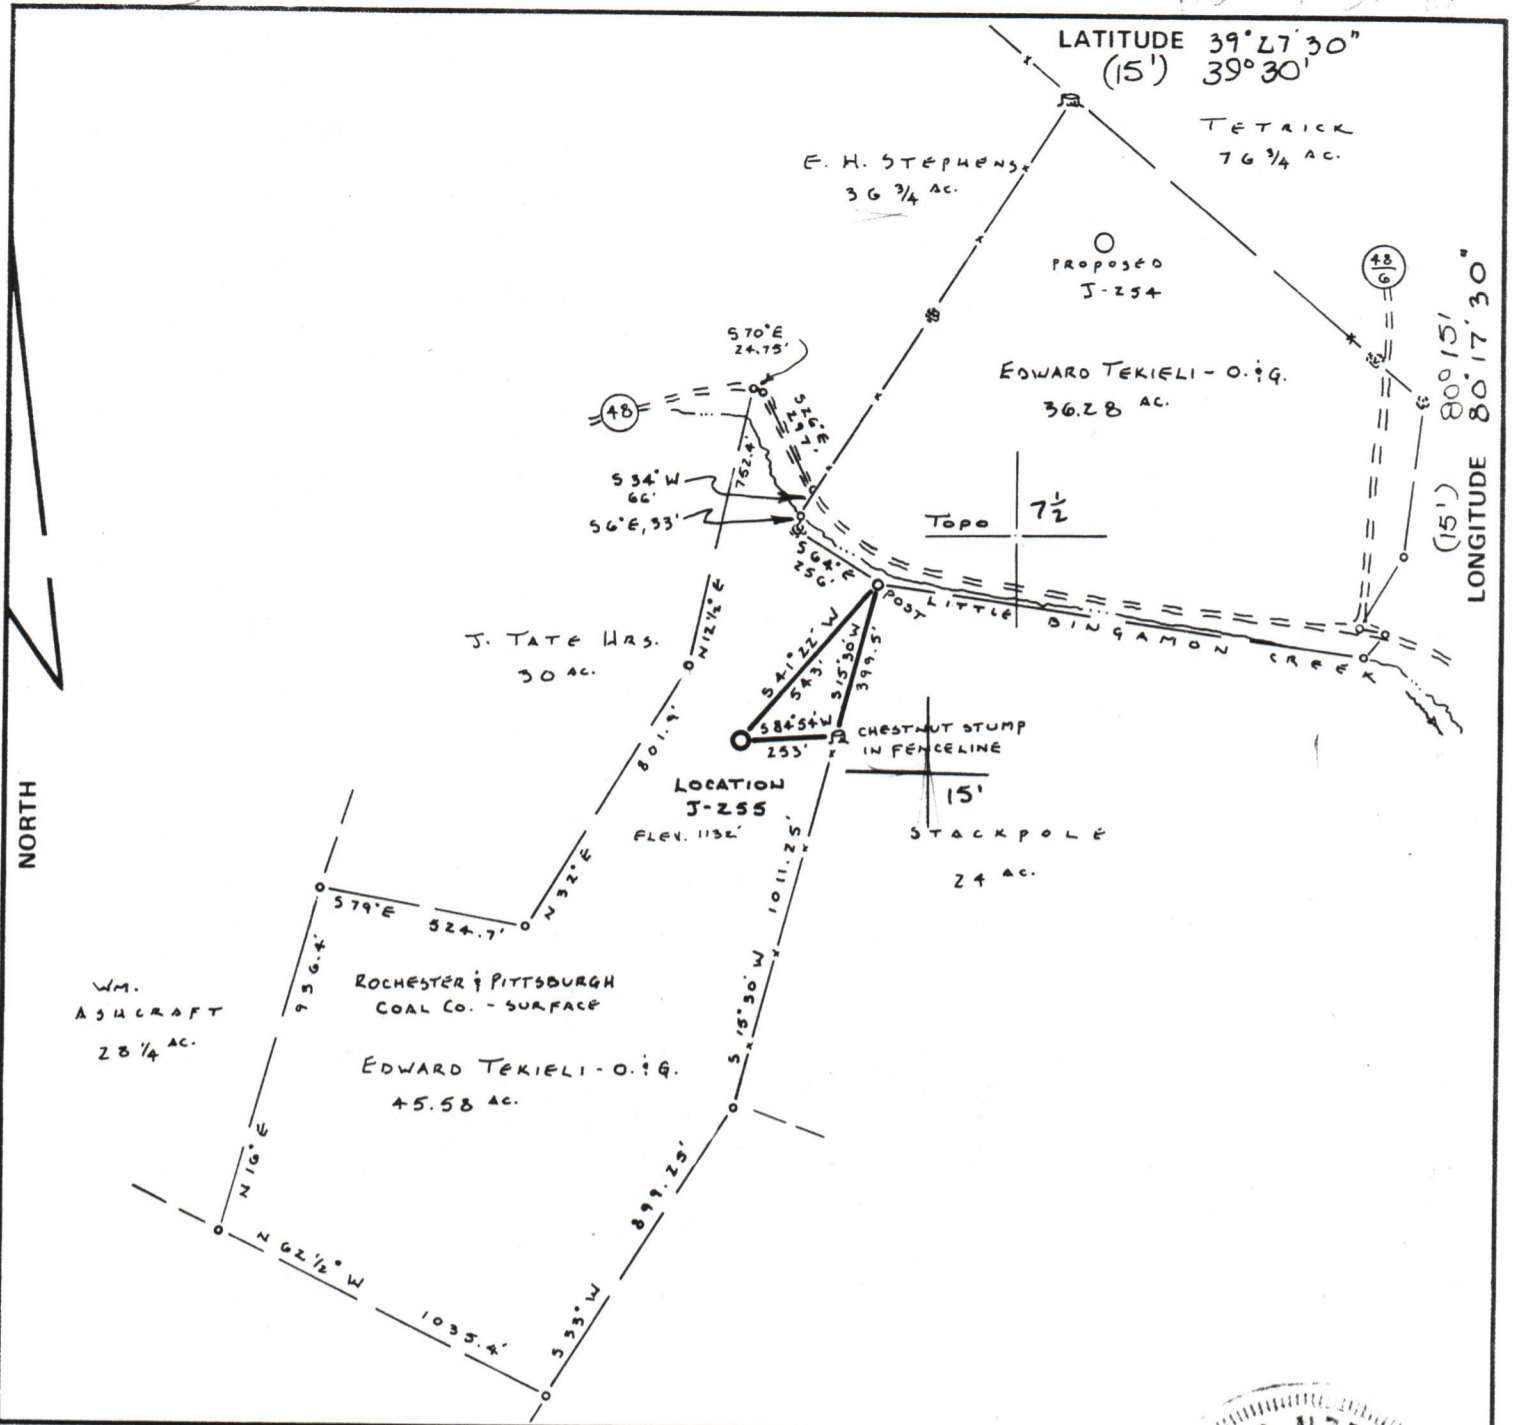 LATITUDE 39°27'30"
(15') 39°30'
TETRICK
76 3/4 AC.
E. H. STEPHENS
36 3/4 AC.
PROPOSED
J-254
48
6
LONGITUDE 80°17'30"
(15') 80°15'
S 70°E
24.75'
EDWARD TEKIELI - O. & G.
36.28 AC.
48
S 26°E
297'
752.4'
S 34°W
66'
S 6°E, 33'
TOPO
7 1/2
S 64°E
256'
POST
LITTLE BINGAMON CREEK
N 12 1/2°E
J. TATE HRS.
30 AC.
S 41°22' W
543'
S 15°30' W
399.5'
S 84°54' W
253'
CHESTNUT STUMP
IN FENCELINE
LOCATION
J-255
ELEV. 1132'
15'
STACKPOLE
24 AC.
NORTH
801.9'
N 32°E
1011.25'
S 15°30' W
S 79°E
524.7'
936.4'
N 16°E
ROCHESTER & PITTSBURGH
COAL CO. - SURFACE
WM.
ASHCRAFT
28 1/4 AC.
EDWARD TEKIELI - O. & G.
45.58 AC.
899.25'
S 33°W
N 62 1/2°W
1035.4'